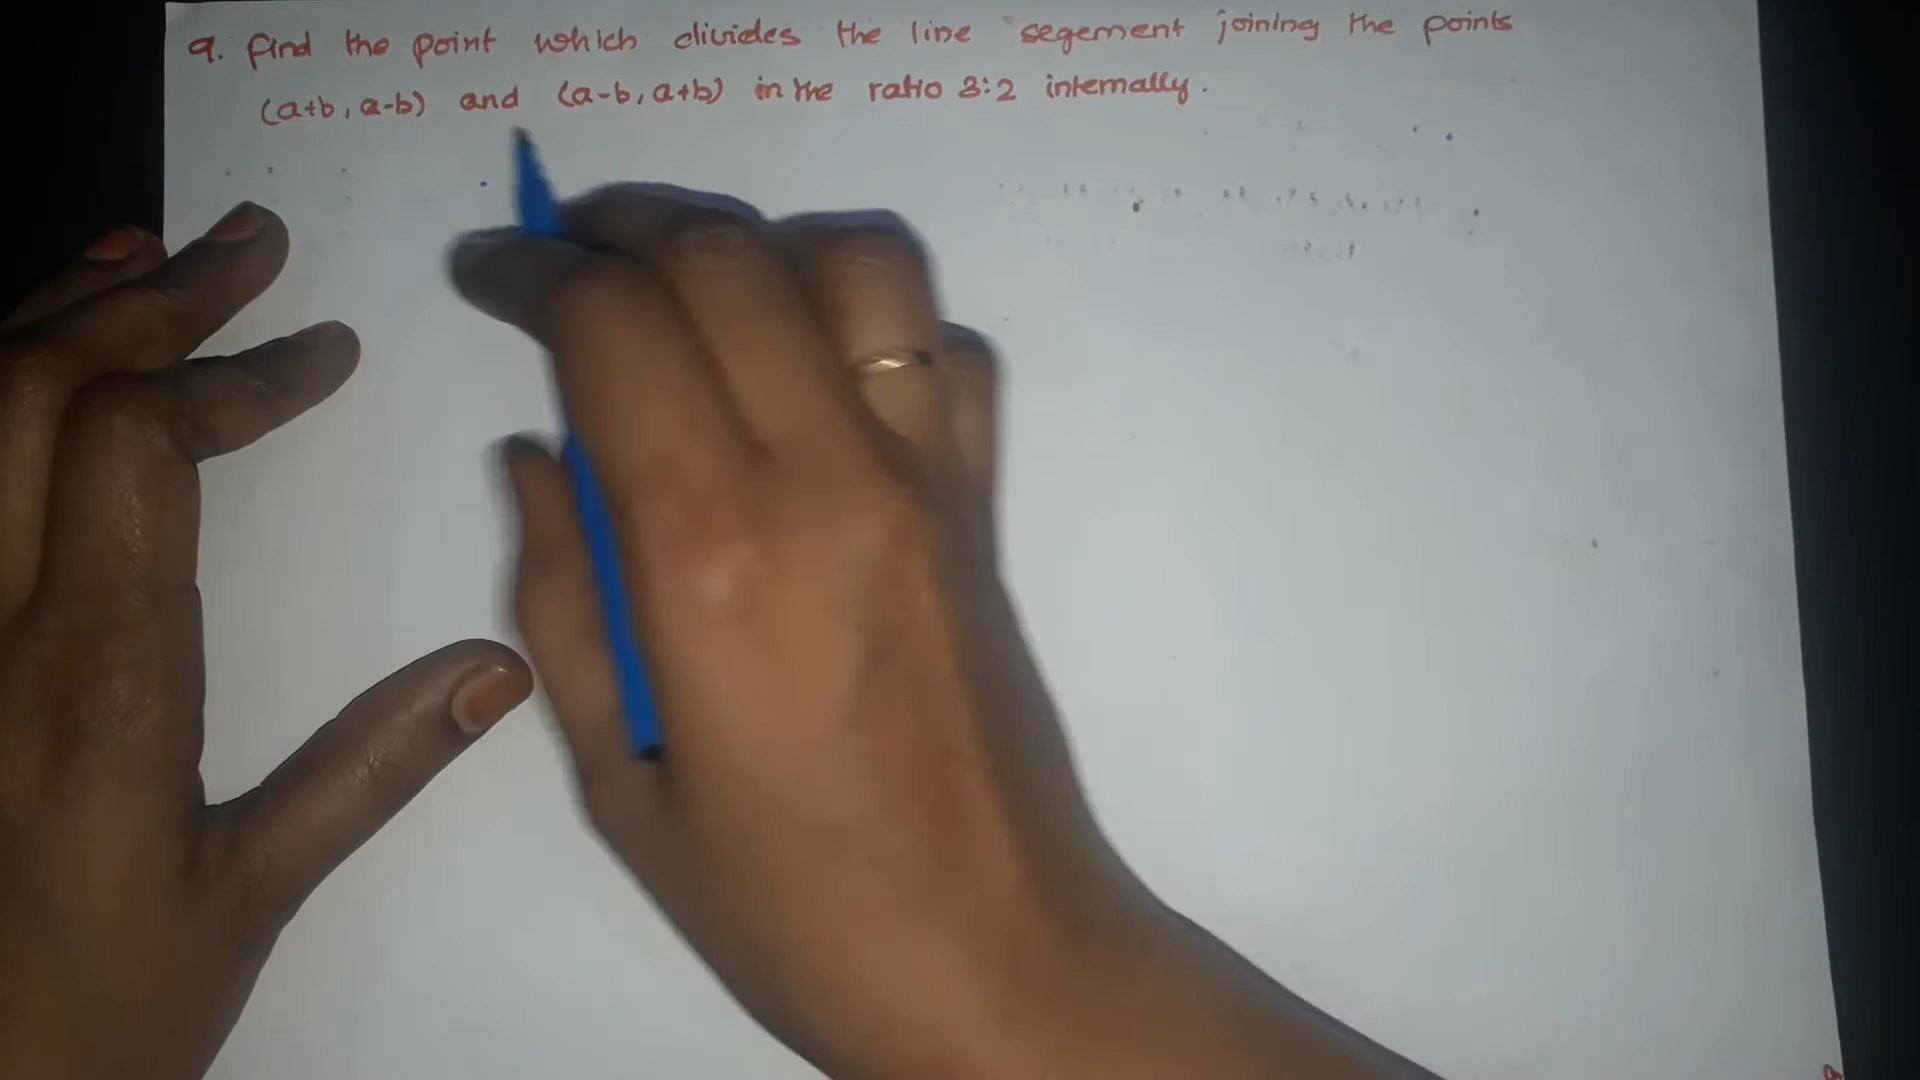 9. Find the point which divides the line segement joining the points
(a+b, a-b) and (a-b, a+b) in the ratio 3:2 internally.